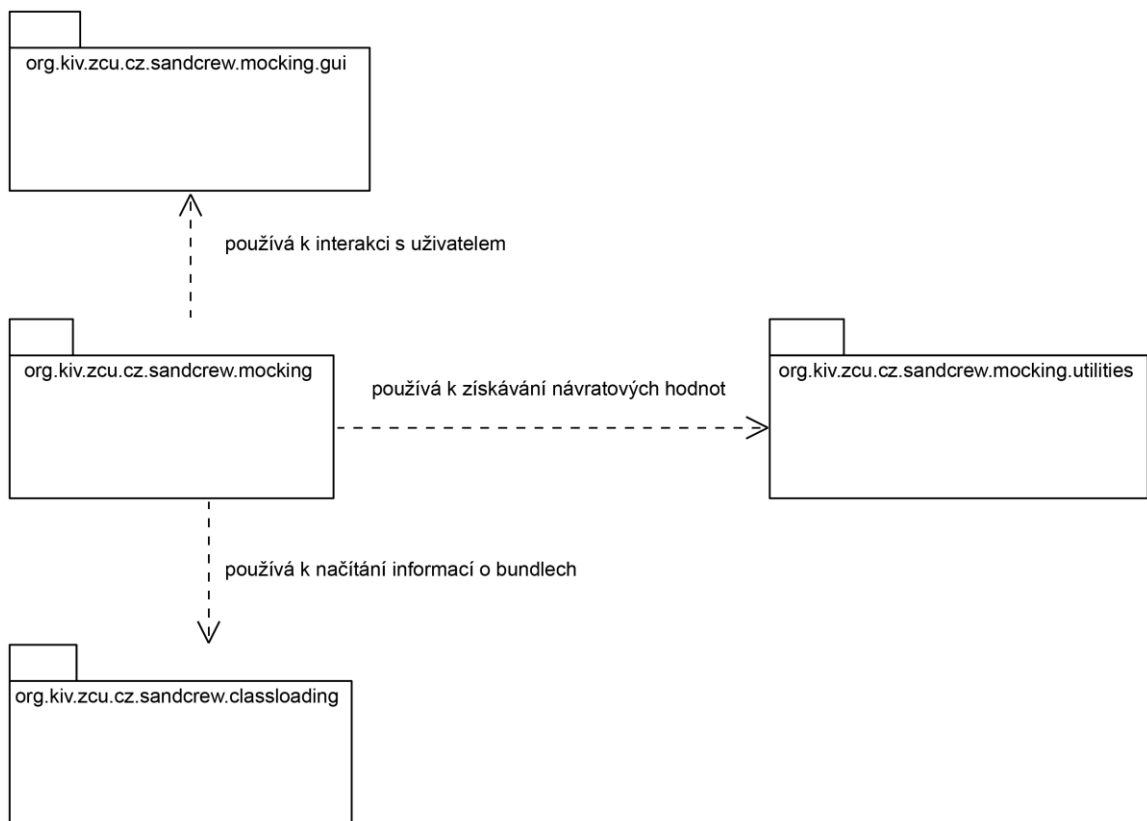 org.kiv.zcu.cz.sandcrew.mocking.gui
používá k interakci s uživatelem
org.kiv.zcu.cz.sandcrew.mocking
používá k získávání návratových hodnot
org.kiv.zcu.cz.sandcrew.mocking.utilities
používá k načítání informací o bundlech
org.kiv.zcu.cz.sandcrew.classloading